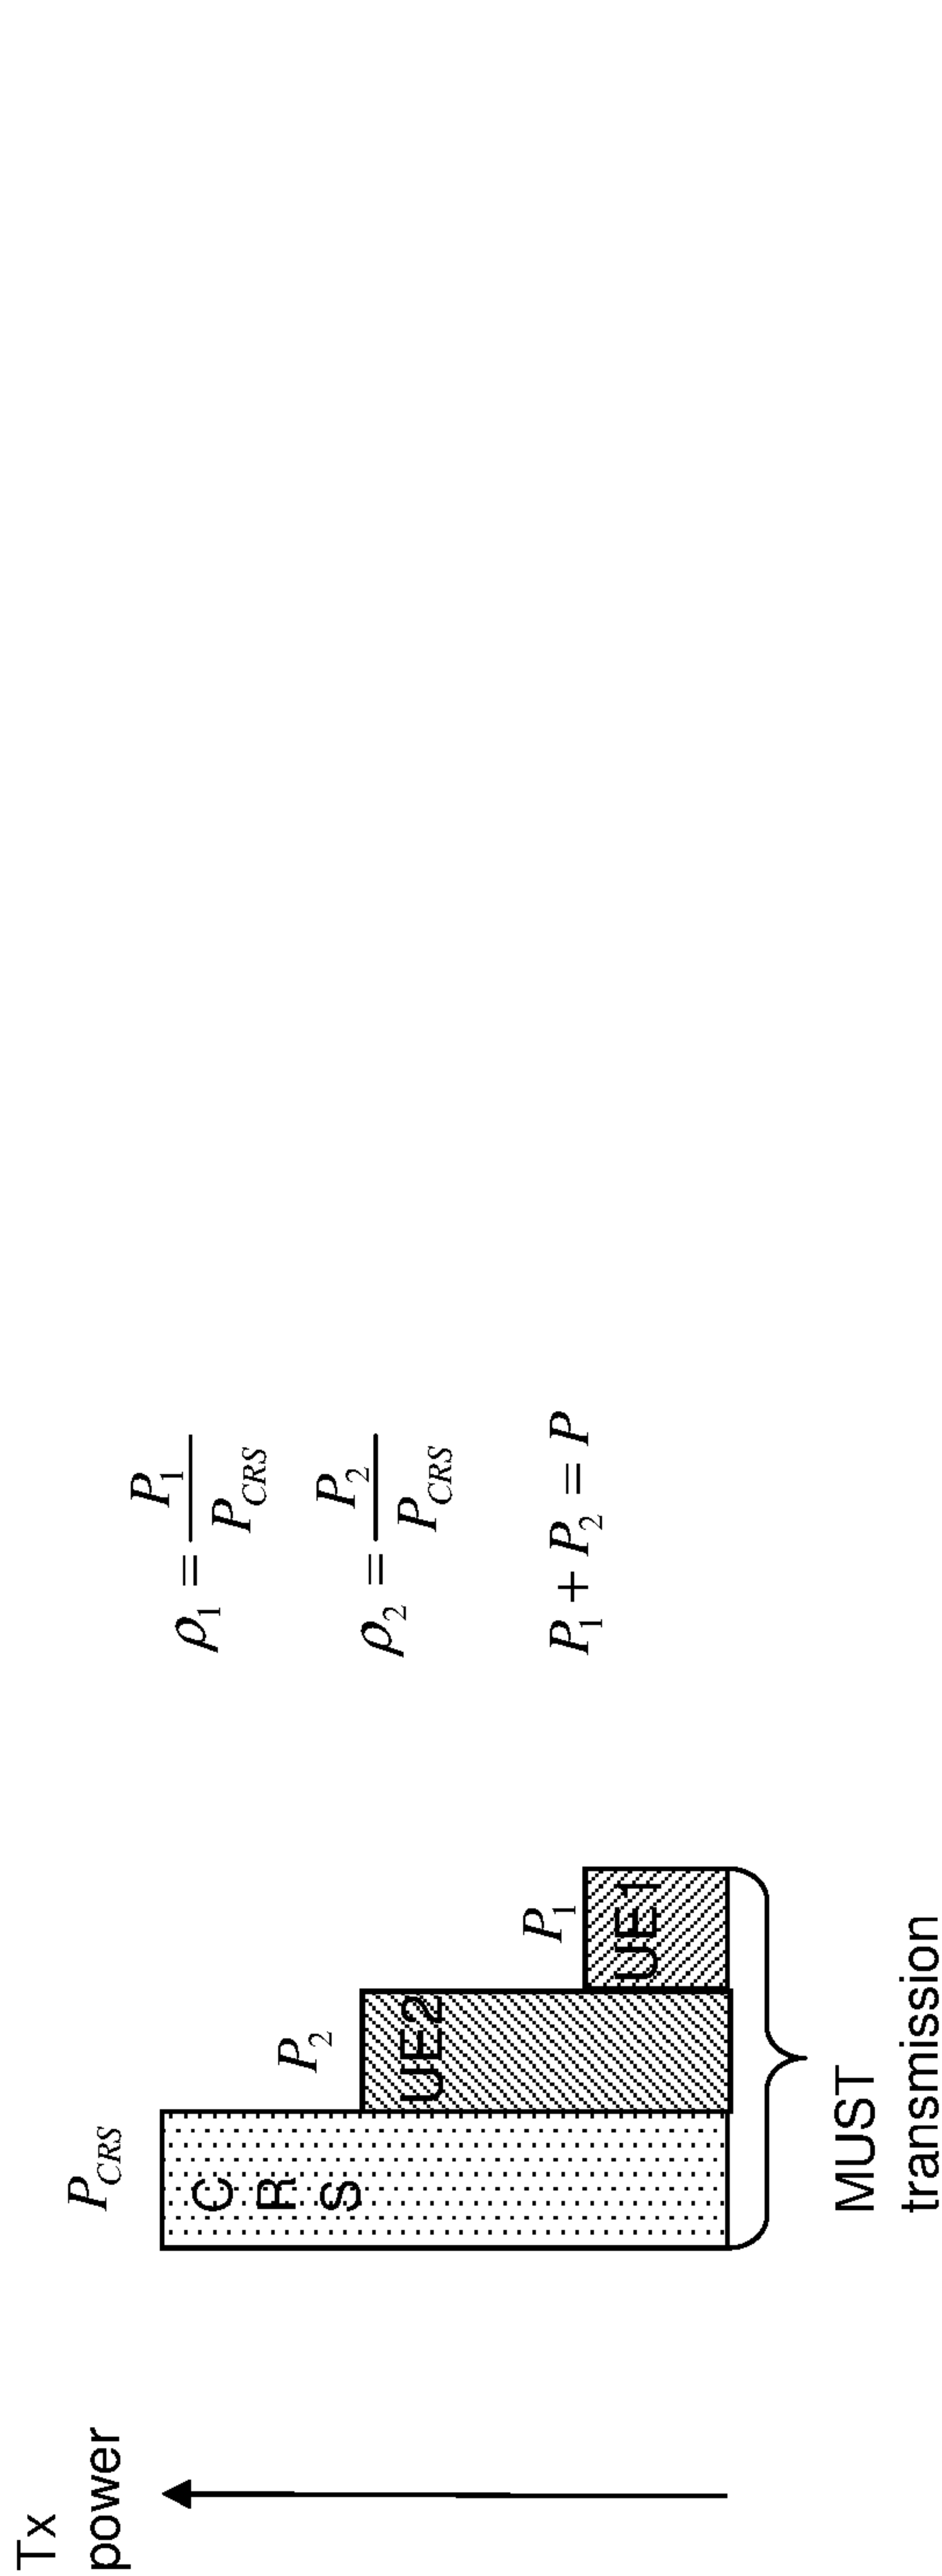 Tx
power
P_CRS
C
R
S
P_2
UE2
P_1
UE1
MUST
transmission
ρ_1 = P_1 / P_CRS
ρ_2 = P_2 / P_CRS
P_1 + P_2 = P